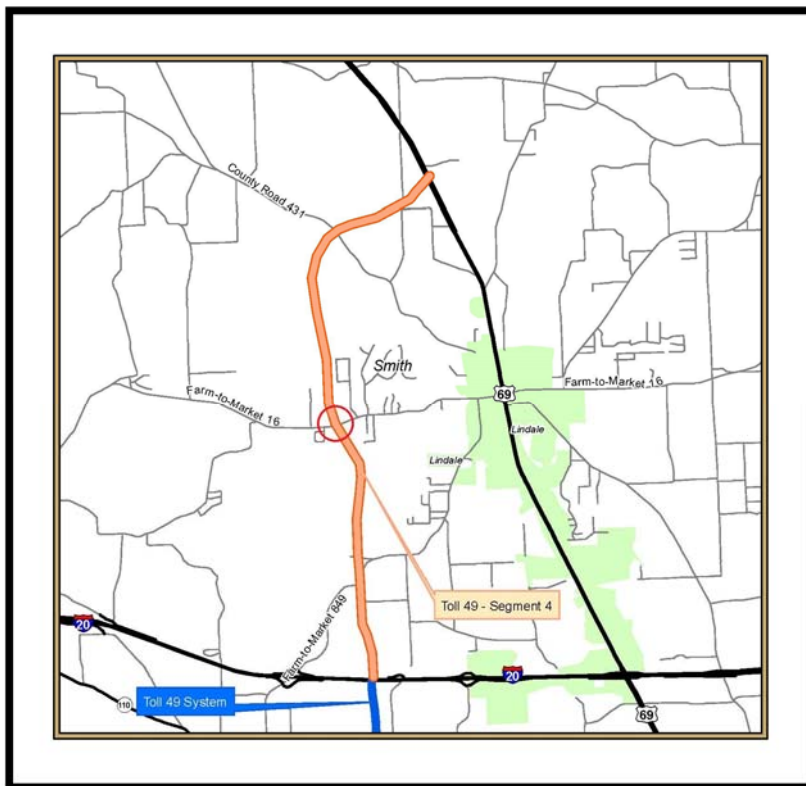 County Road 431
Smith
Farm-to-Market 16
Farm-to-Market 16
69
Lindale
Lindale
Toll 49 - Segment 4
Farm-to-Market 849
20
20
110
Toll 49 System
69